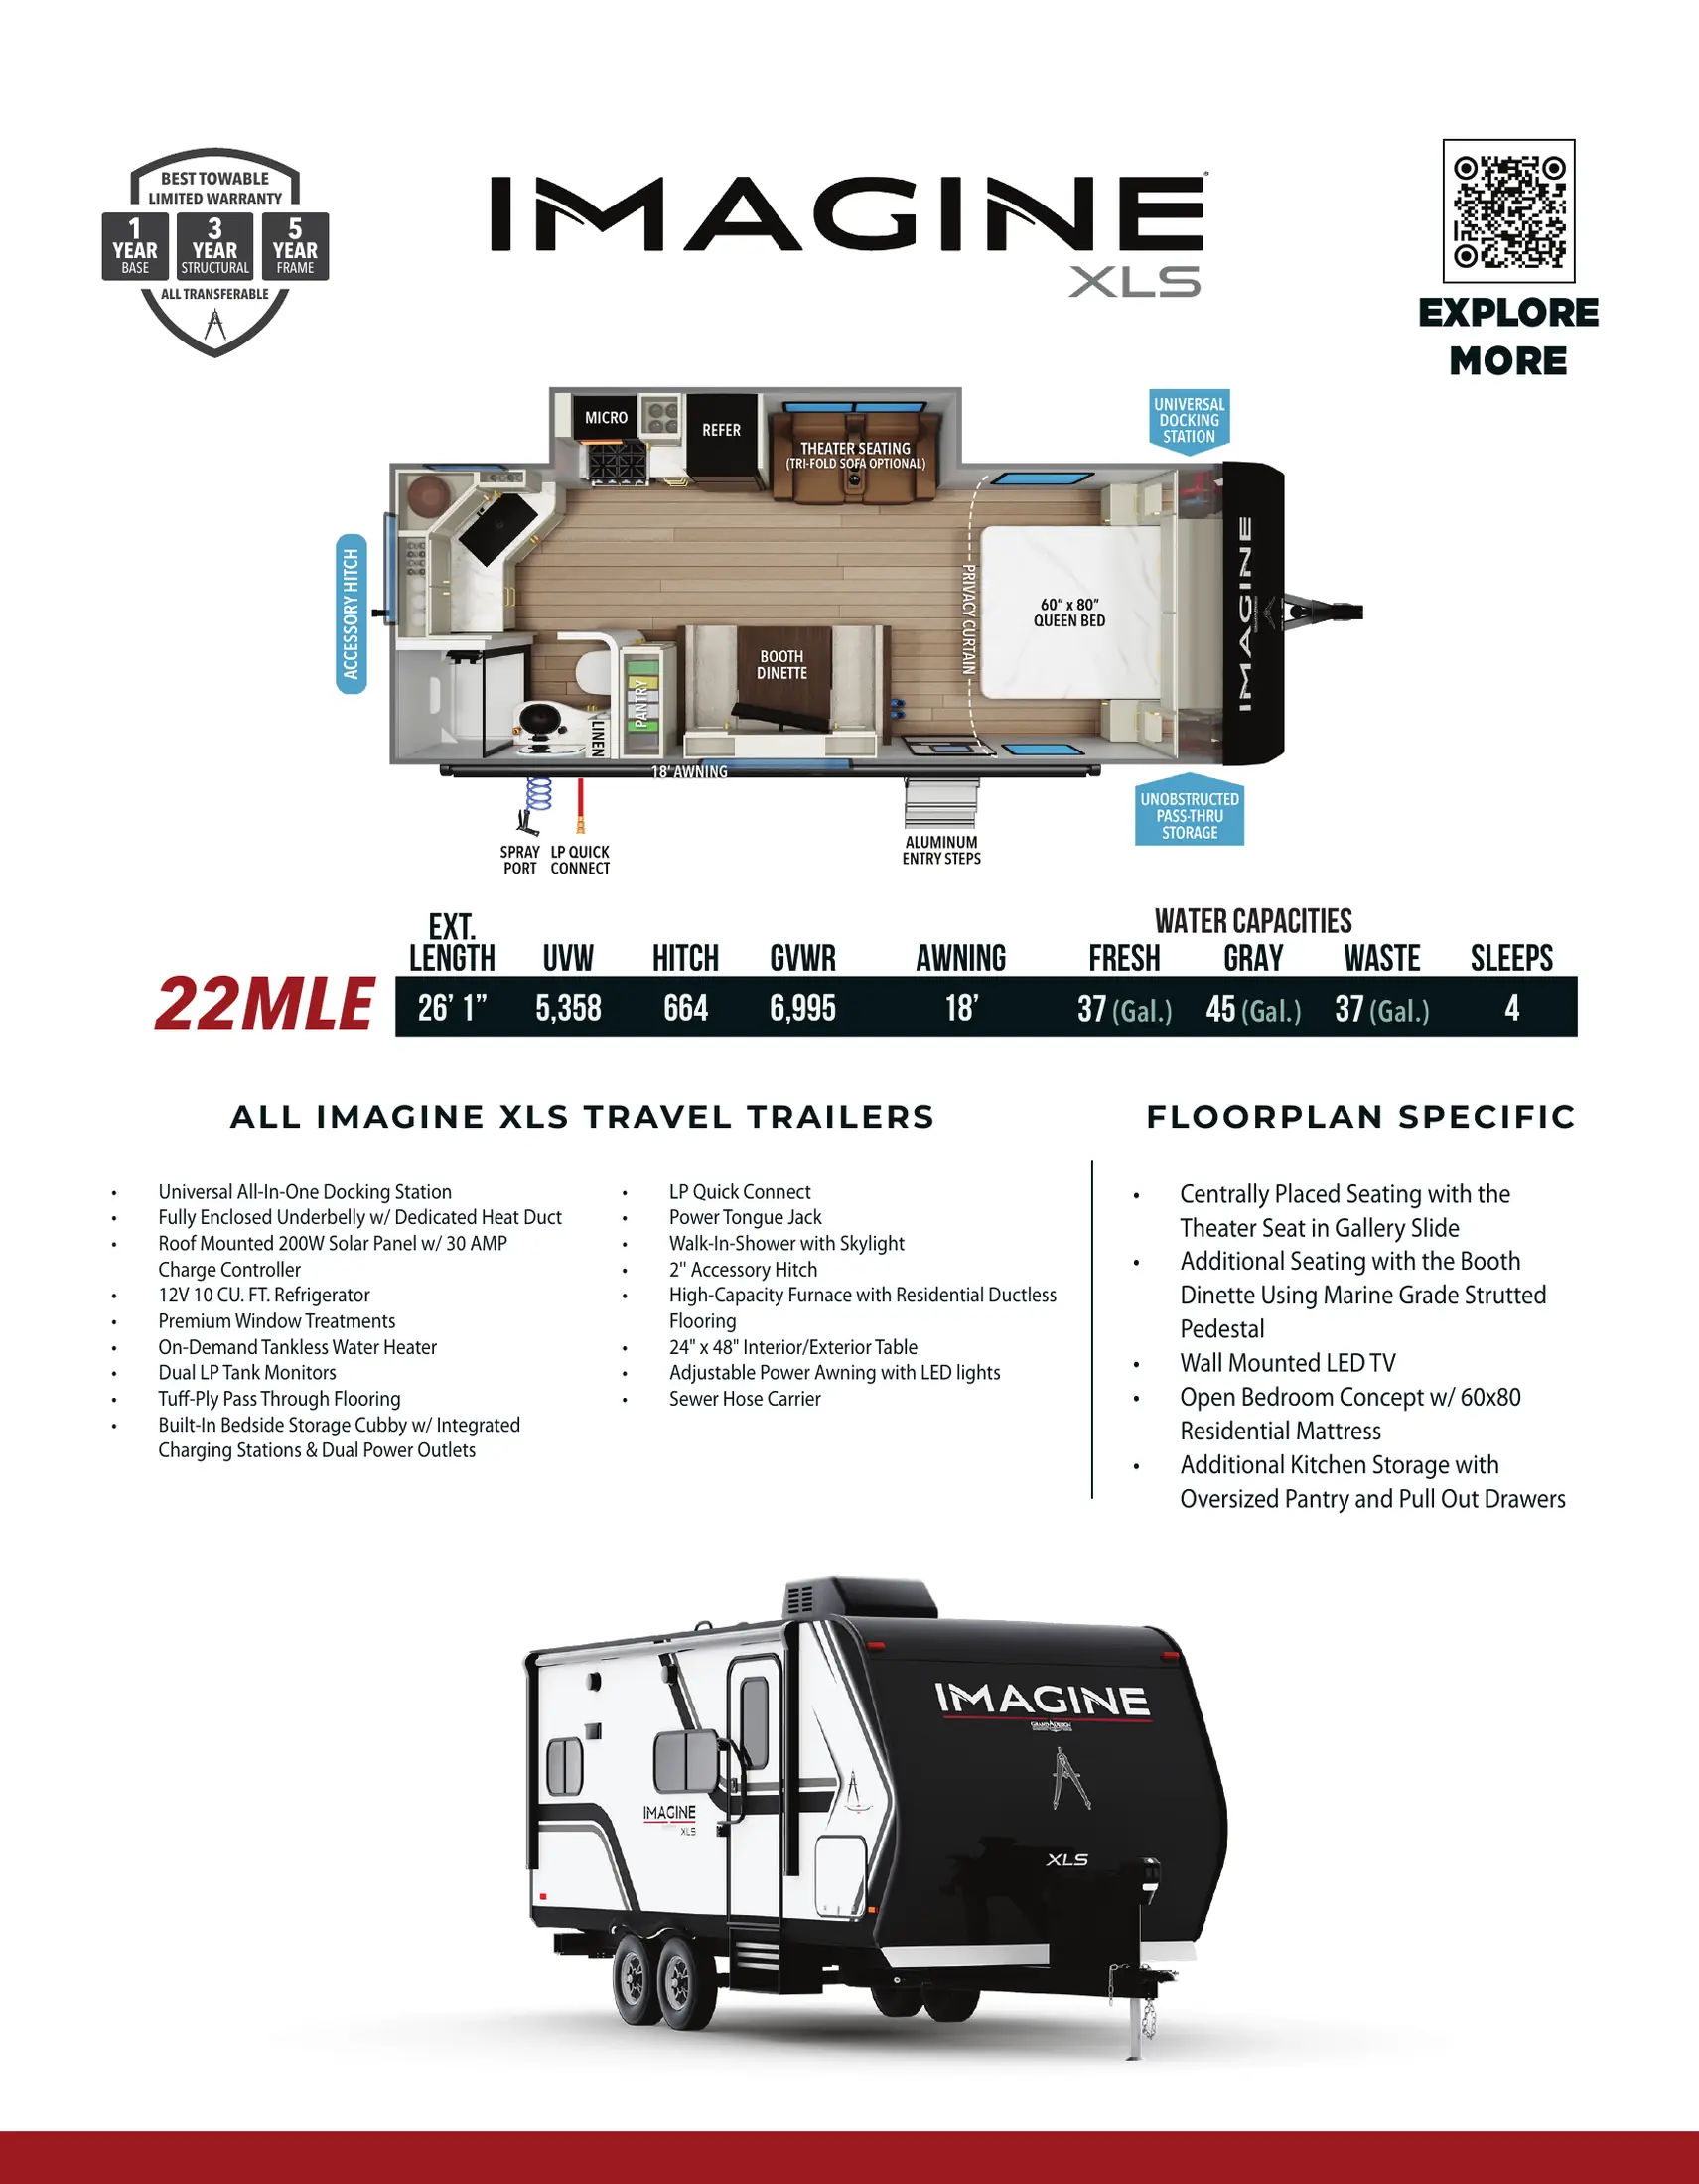 BEST TOWABLE
LIMITED WARRANTY
1 YEAR BASE
3 YEAR STRUCTURAL
5 YEAR FRAME
ALL TRANSFERABLE
IMAGINE
XLS
EXPLORE
MORE
MICRO
REFER
THEATER SEATING
(TRI-FOLD SOFA OPTIONAL)
UNIVERSAL
DOCKING
STATION
ACCESSORY HITCH
PRIVACY CURTAIN
60” x 80”
QUEEN BED
IMAGINE
BOOTH
DINETTE
PANTRY
LINEN
18' AWNING
SPRAY
PORT
LP QUICK
CONNECT
ALUMINUM
ENTRY STEPS
UNOBSTRUCTED
PASS-THRU
STORAGE
WATER CAPACITIES
EXT. LENGTH UVW HITCH GVWR AWNING FRESH GRAY WASTE SLEEPS
22MLE 26’ 1” 5,358 664 6,995 18’ 37 (Gal.) 45 (Gal.) 37 (Gal.) 4
ALL IMAGINE XLS TRAVEL TRAILERS
• Universal All-In-One Docking Station
• Fully Enclosed Underbelly w/ Dedicated Heat Duct
• Roof Mounted 200W Solar Panel w/ 30 AMP
Charge Controller
• 12V 10 CU. FT. Refrigerator
• Premium Window Treatments
• On-Demand Tankless Water Heater
• Dual LP Tank Monitors
• Tuff-Ply Pass Through Flooring
• Built-In Bedside Storage Cubby w/ Integrated
Charging Stations & Dual Power Outlets
• LP Quick Connect
• Power Tongue Jack
• Walk-In-Shower with Skylight
• 2" Accessory Hitch
• High-Capacity Furnace with Residential Ductless
Flooring
• 24" x 48" Interior/Exterior Table
• Adjustable Power Awning with LED lights
• Sewer Hose Carrier
FLOORPLAN SPECIFIC
• Centrally Placed Seating with the
Theater Seat in Gallery Slide
• Additional Seating with the Booth
Dinette Using Marine Grade Strutted
Pedestal
• Wall Mounted LED TV
• Open Bedroom Concept w/ 60x80
Residential Mattress
• Additional Kitchen Storage with
Oversized Pantry and Pull Out Drawers
IMAGINE
GRAND DESIGN
XLS
IMAGINE
XLS